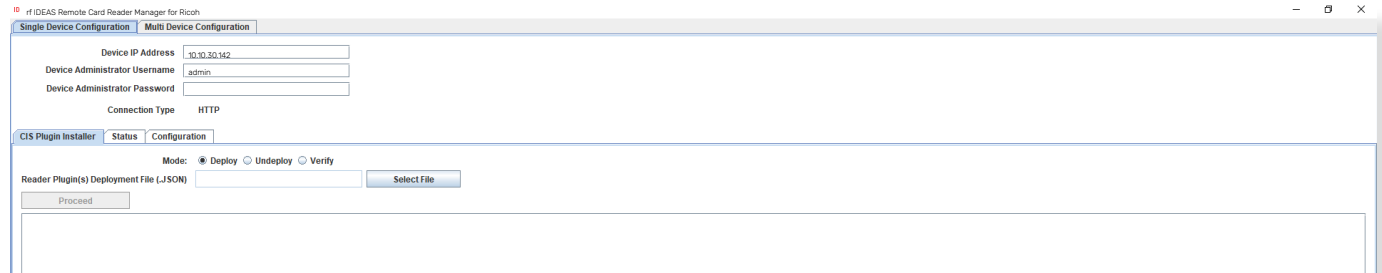 ID rf IDEAS Remote Card Reader Manager for Ricoh
Single Device Configuration Multi Device Configuration
Device IP Address 10.10.30.142
Device Administrator Username admin
Device Administrator Password
Connection Type HTTP
CIS Plugin Installer Status Configuration
Mode: Deploy Undeploy Verify
Reader Plugin(s) Deployment File (.JSON) Select File
Proceed